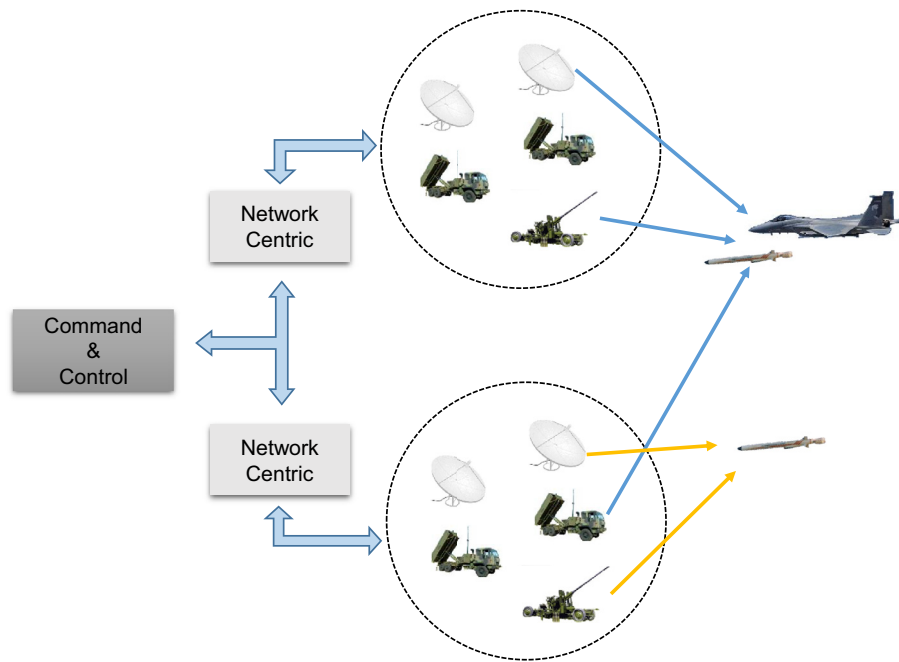 Network
Centric
Command
&
Control
Network
Centric